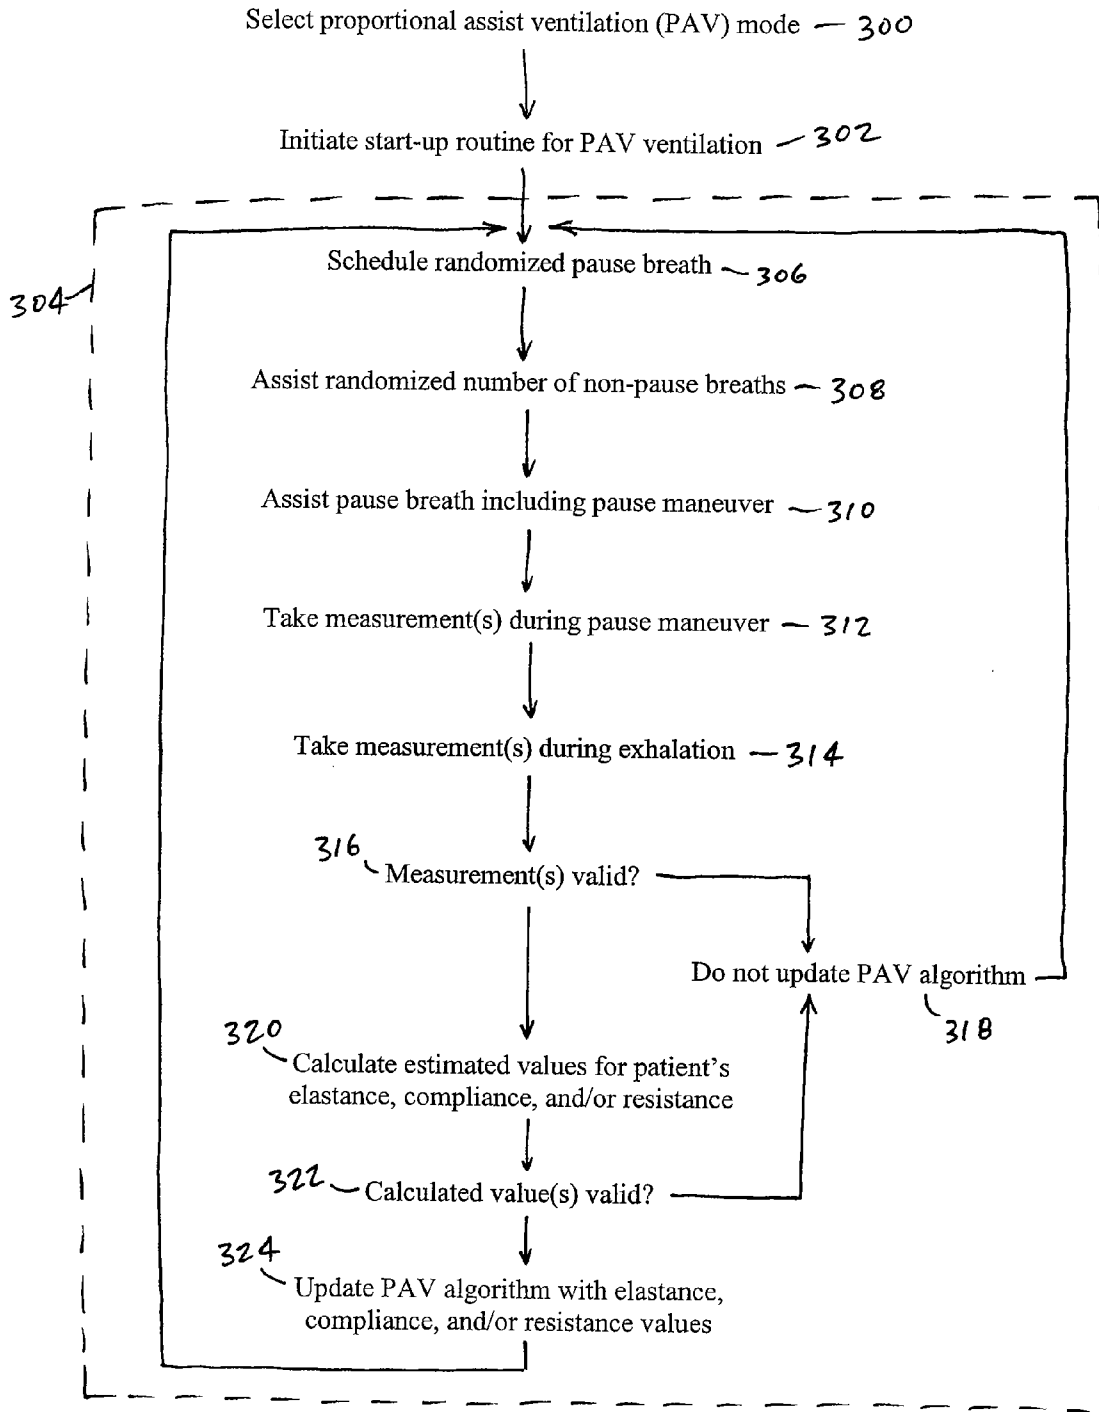 Select proportional assist ventilation (PAV) mode — 300
Initiate start-up routine for PAV ventilation — 302
304
Schedule randomized pause breath ~ 306
Assist randomized number of non-pause breaths — 308
Assist pause breath including pause maneuver — 310
Take measurement(s) during pause maneuver — 312
Take measurement(s) during exhalation — 314
316
Measurement(s) valid?
Do not update PAV algorithm
318
320
Calculate estimated values for patient's
elastance, compliance, and/or resistance
322 Calculated value(s) valid?
324
Update PAV algorithm with elastance,
compliance, and/or resistance values